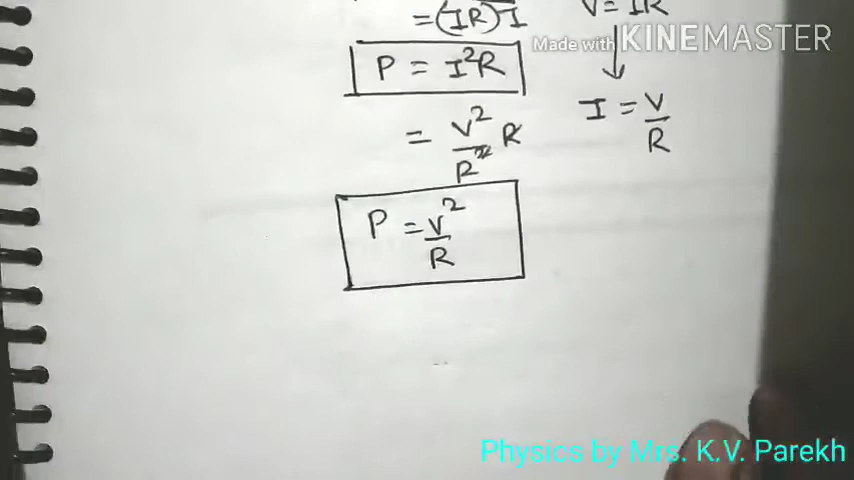 = (IR) I
V = IR
Made with KINEMASTER
P = I²R
I = V/R
= V²/R² R
P = V²/R
Physics by Mrs. K.V. Parekh